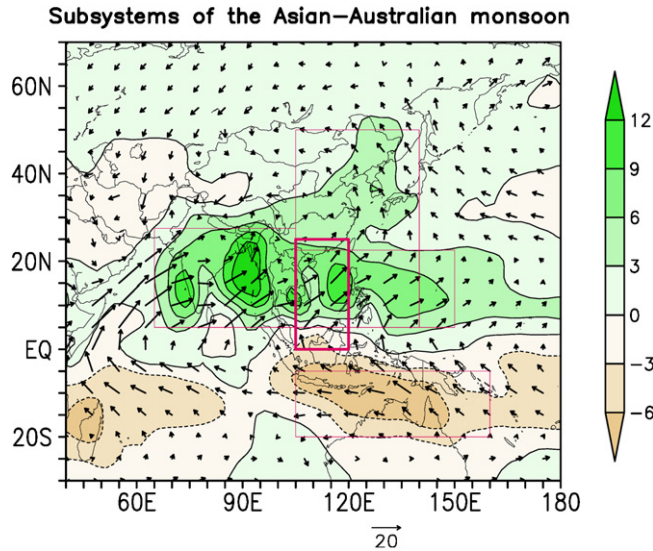 Subsystems of the Asian−Australian monsoon
60N
40N
20N
EQ
20S
60E
90E
120E
150E
180
20
12
9
6
3
0
−3
−6